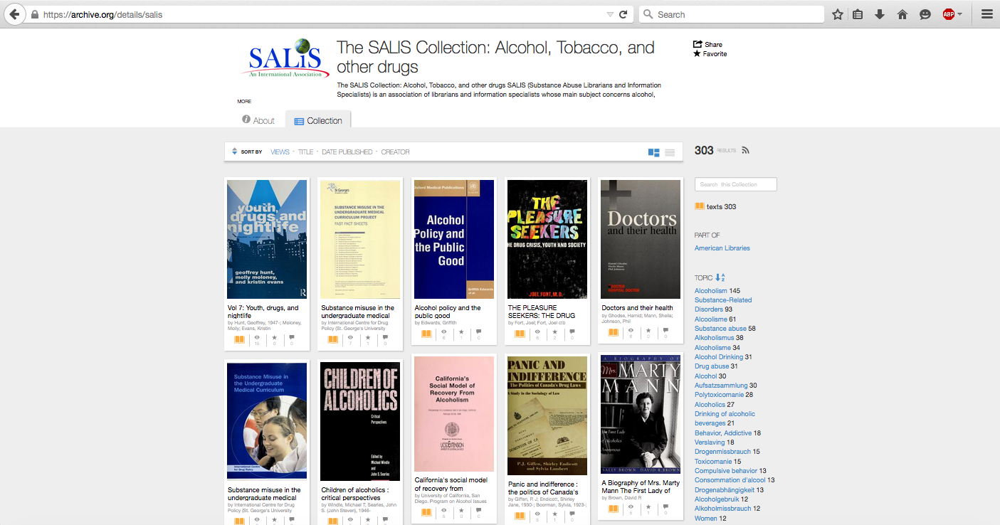 https://archive.org/details/salis
Search
ABP
SALIS
An International Association
The SALIS Collection: Alcohol, Tobacco, and
other drugs
The SALIS Collection: Alcohol, Tobacco, and other drugs SALIS (Substance Abuse Librarians and Information
Specialists) is an association of librarians and information specialists whose main subject concerns alcohol,
MORE
Share
Favorite
About
Collection
SORT BY VIEWS · TITLE · DATE PUBLISHED · CREATOR
303 RESULTS
Search this Collection
texts 303
PART OF
American Libraries
TOPIC
Alcoholism 145
Substance-Related
Disorders 93
Alcoolisme 61
Substance abuse 58
Alkoholismus 38
Alcoholisme 34
Alcohol Drinking 31
Drug abuse 31
Alcohol 30
Aufsatzsammlung 30
Polytoxicomanie 28
Alcoholics 27
Drinking of alcoholic
beverages 21
Behavior, Addictive 18
Verslaving 18
Drogenmissbrauch 15
Toxicomanie 15
Compulsive behavior 13
Consommation d'alcool 13
Drogenabhängigkeit 13
Alcoholgebruik 12
Alkoholmissbrauch 12
Women 12
youth,
drugs, and
nightlife
geoffrey hunt,
molly moloney,
and kristin evans
R
Vol 7: Youth, drugs, and
nightlife
by Hunt, Geoffrey, 1947-; Moloney,
Molly; Evans, Kristin
15 0 0
St George's
SUBSTANCE MISUSE IN THE
UNDERGRADUATE MEDICAL
CURRICULUM PROJECT
FAST FACT SHEETS
Substance misuse in the
undergraduate medical
by International Centre for Drug
Policy (St. George's University
7 1 0
Oxford Medical Publications
Alcohol
Policy and
the Public
Good
Griffith Edwards
et al.
Alcohol policy and the
public good
by Edwards, Griffith
6 1 0
THE
PLEASURE
SEEKERS
THE DRUG CRISIS, YOUTH AND SOCIETY
JOEL FORT, M.D.
THE PLEASURE
SEEKERS: THE DRUG
by Fort, Joel; Fort, Joel ctb
6 2 0
Doctors
and their health
Hamid Ghodse,
Sheila Mann,
Phil Johnson
DOCTOR
HOSPITAL DOCTOR
Doctors and their health
by Ghodse, Hamid; Mann, Sheila;
Johnson, Phil
6 0 0
Substance Misuse in
the Undergraduate
Medical Curriculum
International Centre
for Drug Policy
Substance misuse in the
undergraduate medical
by International Centre for Drug
Policy (St. George's University
CHILDREN OF
ALCOHOLICS
Critical
Perspectives
Edited by
Michael Windle
and
John S. Searles
Children of alcoholics :
critical perspectives
by Windle, Michael T; Searles, John
S. (John Steven), 1946-
California's
Social Model of
Recovery From
Alcoholism
UCSD EXTENSION
California's social model
of recovery from
by University of California, San
Diego. Program on Alcohol Issues
5 0 0
PANIC AND
INDIFFERENCE
The Politics of Canada's Drug Laws
A Study in the Sociology of Law
P.J. Giffen, Shirley Endicott
and Sylvia Lambert
Panic and indifference :
the politics of Canada's
by Giffen, P. J; Endicott, Shirley
Jane, 1930-; Boorman, Sylvia, 1923-;
5 1 0
A BIOGRAPHY OF
Mrs. MARTY
MANN
The First Lady
of Alcoholics
Anonymous
SALLY BROWN DAVID R. BROWN
A Biography of Mrs. Marty
Mann The First Lady of
by Brown, David R
6 1 0